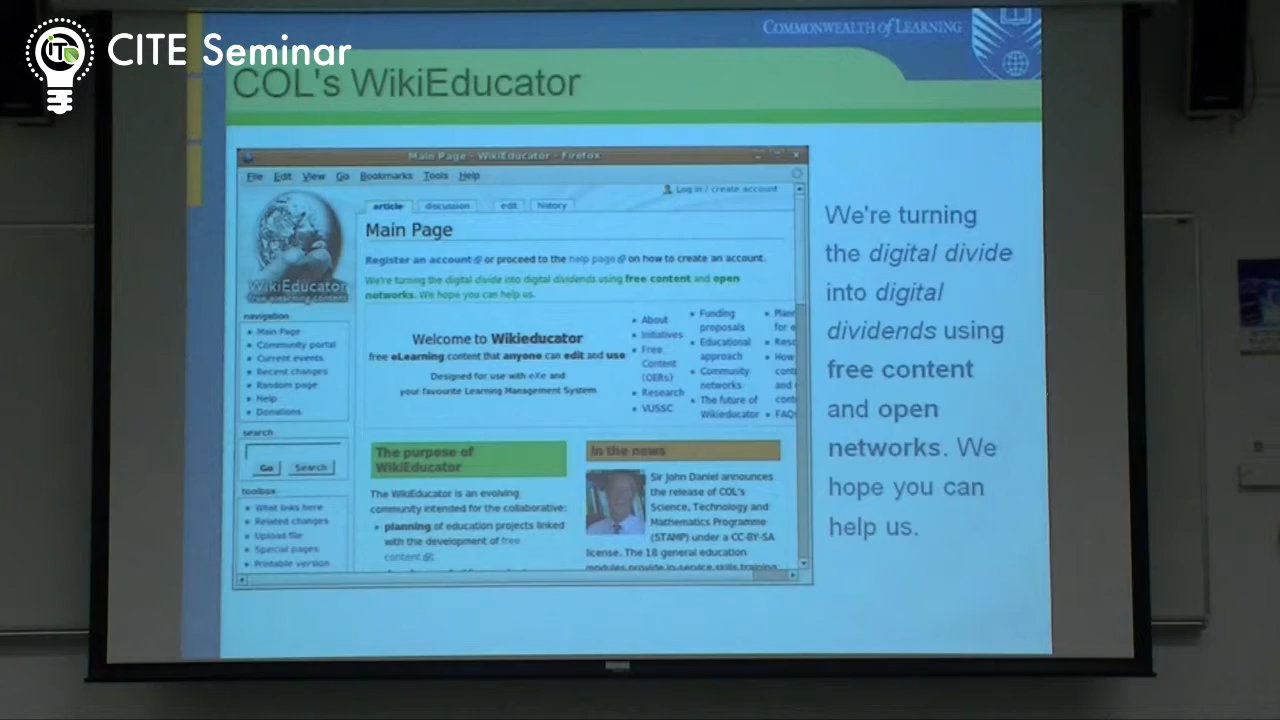 CITE Seminar
COMMONWEALTH of LEARNING
COL's WikiEducator
Main Page - WikiEducator - Firefox
File Edit View Go Bookmarks Tools Help
Log in / create account
article discussion edit history
Main Page
Register an account or proceed to the help page on how to create an account.
We're turning the digital divide into digital dividends using free content and open
networks. We hope you can help us.
WikiEducator
free elearning content
navigation
Main Page
Community portal
Current events
Recent changes
Random page
Help
Donations
search
Go Search
toolbox
What links here
Related changes
Upload file
Special pages
Printable version
Welcome to Wikieducator
free eLearning content that anyone can edit and use
Designed for use with eXe and
your favourite Learning Management System
About
Initiatives
Free
Content
(OERs)
Research
VUSSC
Funding
proposals
Educational
approach
Community
networks
The future of
Wikieducator
The purpose of
WikiEducator
The WikiEducator is an evolving
community intended for the collaborative:
planning of education projects linked
with the development of free
content
In the news
Sir John Daniel announces
the release of COL's
Science, Technology and
Mathematics Programme
(STAMP) under a CC-BY-SA
license. The 18 general education
modules provide in-service skills training
We're turning
the digital divide
into digital
dividends using
free content
and open
networks. We
hope you can
help us.